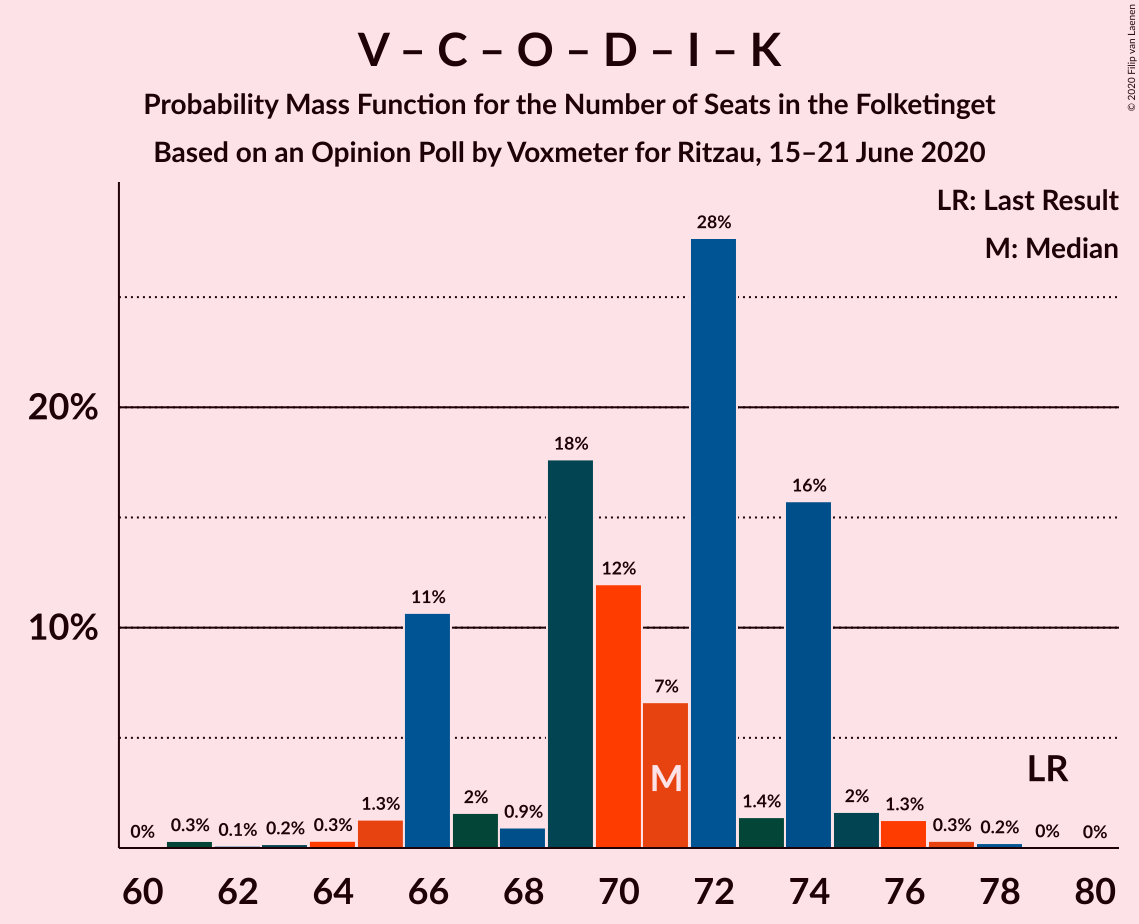 V – C – O – D – I – K
Probability Mass Function for the Number of Seats in the Folketinget
Based on an Opinion Poll by Voxmeter for Ritzau, 15–21 June 2020
© 2020 Filip van Laenen
LR: Last Result
M: Median
28%
20%
18%
16%
12%
11%
10%
7%
M
LR
0%
0.3%
0.1%
0.2%
0.3%
1.3%
2%
0.9%
1.4%
2%
1.3%
0.3%
0.2%
0%
0%
60 62 64 66 68 70 72 74 76 78 80